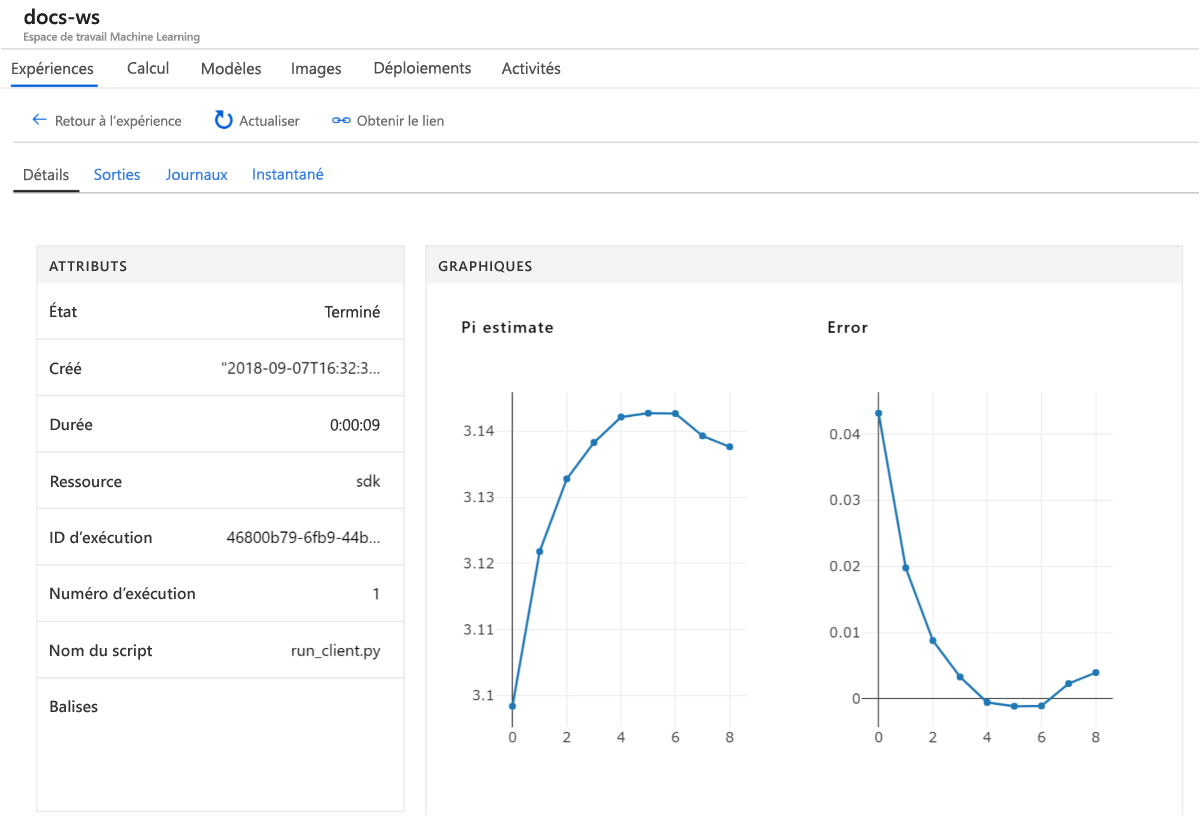 docs-ws
Espace de travail Machine Learning
Expériences Calcul Modèles Images Déploiements Activités
Retour à l'expérience Actualiser Obtenir le lien
Détails Sorties Journaux Instantané
ATTRIBUTS
État Terminé
Créé "2018-09-07T16:32:3...
Durée 0:00:09
Ressource sdk
ID d'exécution 46800b79-6fb9-44b...
Numéro d'exécution 1
Nom du script run_client.py
Balises
GRAPHIQUES
Pi estimate
3.14
3.13
3.12
3.11
3.1
0 2 4 6 8
Error
0.04
0.03
0.02
0.01
0
0 2 4 6 8